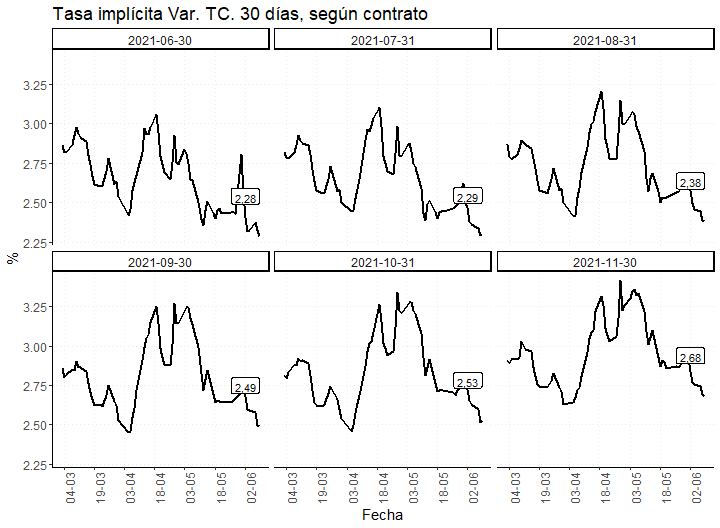 Tasa implícita Var. TC. 30 días, según contrato
2021-06-30 2021-07-31 2021-08-31
3.25
3.00
2.75
2.50
2.25
2.28 2.29 2.38
%
2021-09-30 2021-10-31 2021-11-30
3.25
3.00
2.75
2.50
2.25
2.49 2.53 2.68
04-03 19-03 03-04 18-04 03-05 18-05 02-06 04-03 19-03 03-04 18-04 03-05 18-05 02-06 04-03 19-03 03-04 18-04 03-05 18-05 02-06
Fecha